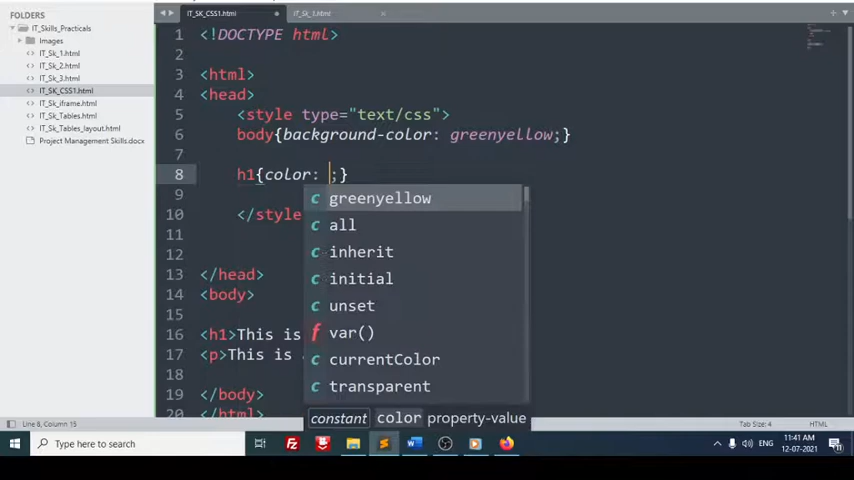 FOLDERS
IT_Skills_Practicals
Images
IT_Sk_1.html
IT_Sk_2.html
IT_Sk_3.html
IT_SK_CSS1.html
IT_Sk_iframe.html
IT_Sk_Tables.html
IT_Sk_Tables_layout.html
Project Management Skills.docx
IT_SK_CSS1.html
IT_Sk_1.html
1 <!DOCTYPE html>
2
3 <html>
4 <head>
5 <style type="text/css">
6 body{background-color: greenyellow;}
7
8 h1{color: ;}
9
10 </style
11
12
13 </head>
14 <body>
15
16 <h1>This is
17 <p>This is
18
19 </body>
20 </html>
c greenyellow
c all
c inherit
c initial
c unset
f var()
c currentColor
c transparent
constant color property-value
Line 8, Column 15
Tab Size: 4
HTML
Type here to search
ENG
11:41 AM
12-07-2021